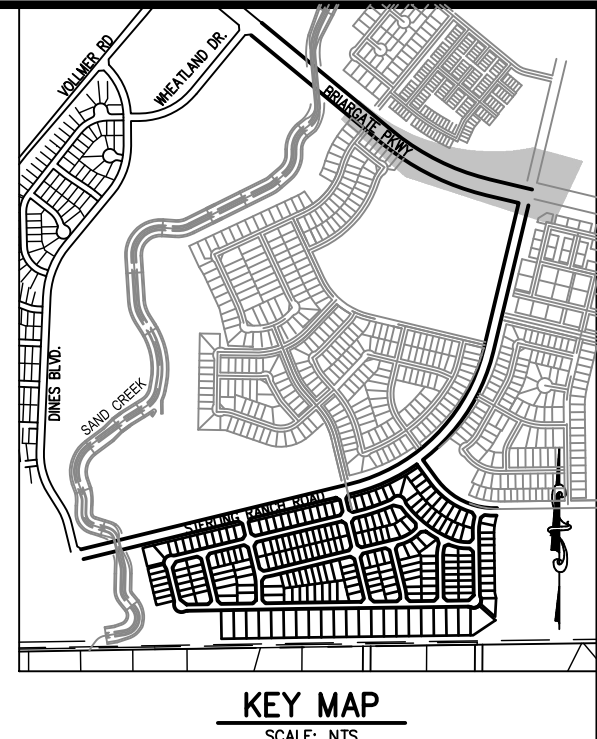 VOLLMER RD
WHEATLAND DR.
BRIARGATE PKWY
DINES BLVD.
SAND CREEK
STERLING RANCH ROAD
KEY MAP
SCALE: NTS